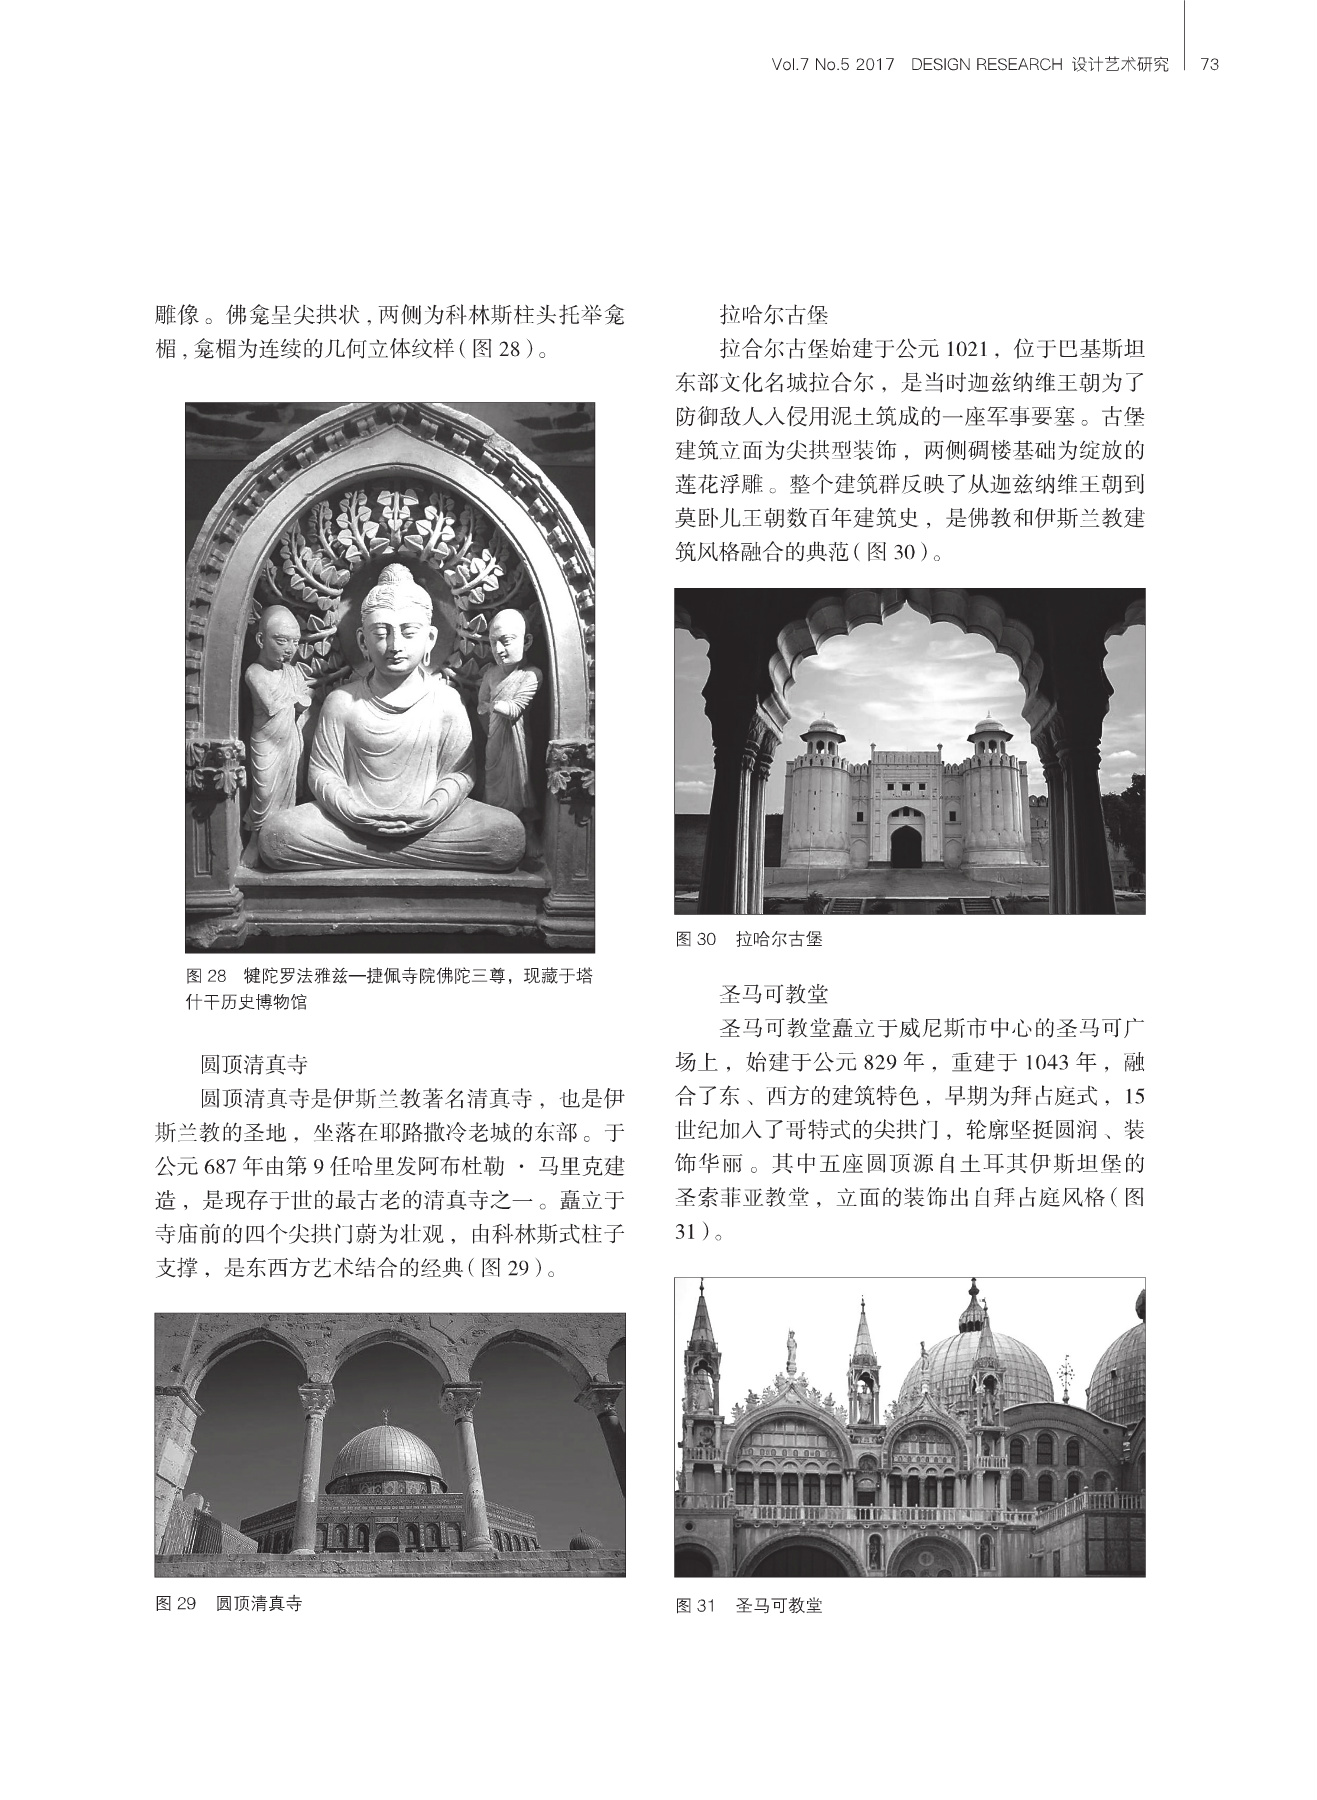 Vol.7 No.5 2017 DESIGN RESEARCH 设计艺术研究 73
雕像。佛龛呈尖拱状,两侧为科林斯柱头托举龛
楣,龛楣为连续的几何立体纹样(图 28)。
图 28 犍陀罗法雅兹—捷佩寺院佛陀三尊，现藏于塔
什干历史博物馆
圆顶清真寺
圆顶清真寺是伊斯兰教著名清真寺，也是伊
斯兰教的圣地，坐落在耶路撒冷老城的东部。于
公元 687 年由第 9 任哈里发阿布杜勒·马里克建
造，是现存于世的最古老的清真寺之一。矗立于
寺庙前的四个尖拱门蔚为壮观，由科林斯式柱子
支撑，是东西方艺术结合的经典(图 29)。
图 29 圆顶清真寺
拉哈尔古堡
拉合尔古堡始建于公元 1021，位于巴基斯坦
东部文化名城拉合尔，是当时迦兹纳维王朝为了
防御敌人入侵用泥土筑成的一座军事要塞。古堡
建筑立面为尖拱型装饰，两侧碉楼基础为绽放的
莲花浮雕。整个建筑群反映了从迦兹纳维王朝到
莫卧儿王朝数百年建筑史，是佛教和伊斯兰教建
筑风格融合的典范(图 30)。
图 30 拉哈尔古堡
圣马可教堂
圣马可教堂矗立于威尼斯市中心的圣马可广
场上，始建于公元 829 年，重建于 1043 年，融
合了东、西方的建筑特色，早期为拜占庭式，15
世纪加入了哥特式的尖拱门，轮廓坚挺圆润、装
饰华丽。其中五座圆顶源自土耳其伊斯坦堡的
圣索菲亚教堂，立面的装饰出自拜占庭风格(图
31)。
图 31 圣马可教堂